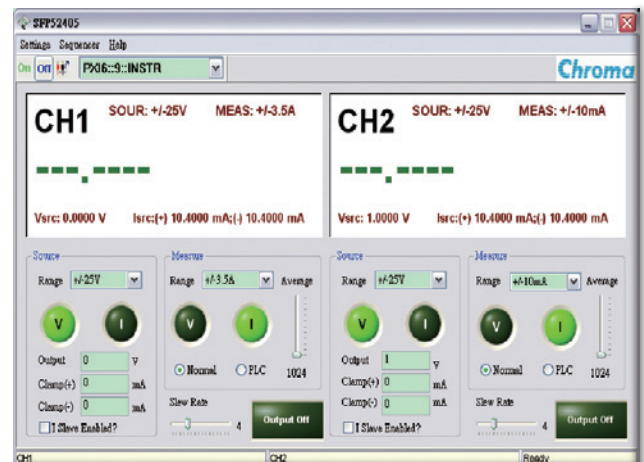 SFP52405
Settings Sequencer Help
On Off PXI6::9::INSTR Chroma
CH1 SOUR: +/-25V MEAS: +/-3.5A
---.----
Vsrc: 0.0000 V Isrc:(+) 10.4000 mA;(-) 10.4000 mA
CH2 SOUR: +/-25V MEAS: +/-10mA
---.----
Vsrc: 1.0000 V Isrc:(+) 10.4000 mA;(-) 10.4000 mA
Source
Range +/-25V
V I
Output 0 V
Clamp(+) 0 mA
Clamp(-) 0 mA
I Slave Enabled?
Measure
Range +/-3.5A Average
V I
Normal PLC 1024
Slew Rate
4 Output Off
Source
Range +/-25V
V I
Output 1 V
Clamp(+) 0 mA
Clamp(-) 0 mA
I Slave Enabled?
Measure
Range +/-10mA Average
V I
Normal PLC 1024
Slew Rate
4 Output Off
CH1 CH2 Ready